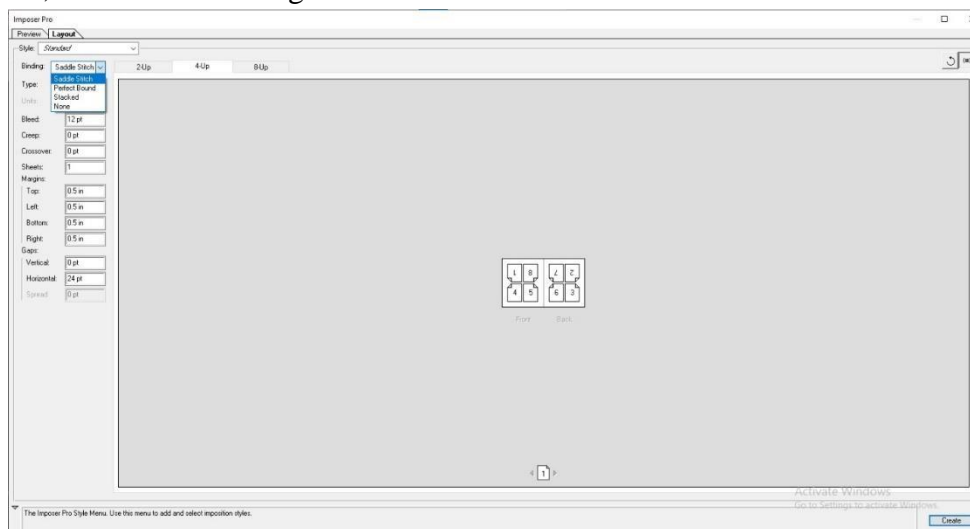 Imposer Pro
Preview Layout
Style: Standard
Binding: Saddle Stitch 2-Up 4-Up 8-Up
Saddle Stitch
Type: Perfect Bound
Units: Stacked
None
Bleed: 12 pt
Creep: 0 pt
Crossover: 0 pt
Sheets: 1
Margins:
Top: 0.5 in
Left: 0.5 in
Bottom: 0.5 in
Right: 0.5 in
Gaps:
Vertical: 0 pt
Horizontal: 24 pt
Spread: 0 pt
1 8 7 2
4 5 6 3
Front Back
1
Activate Windows
Go to Settings to activate Windows.
The Imposer Pro Style Menu. Use this menu to add and select imposition styles.
Create